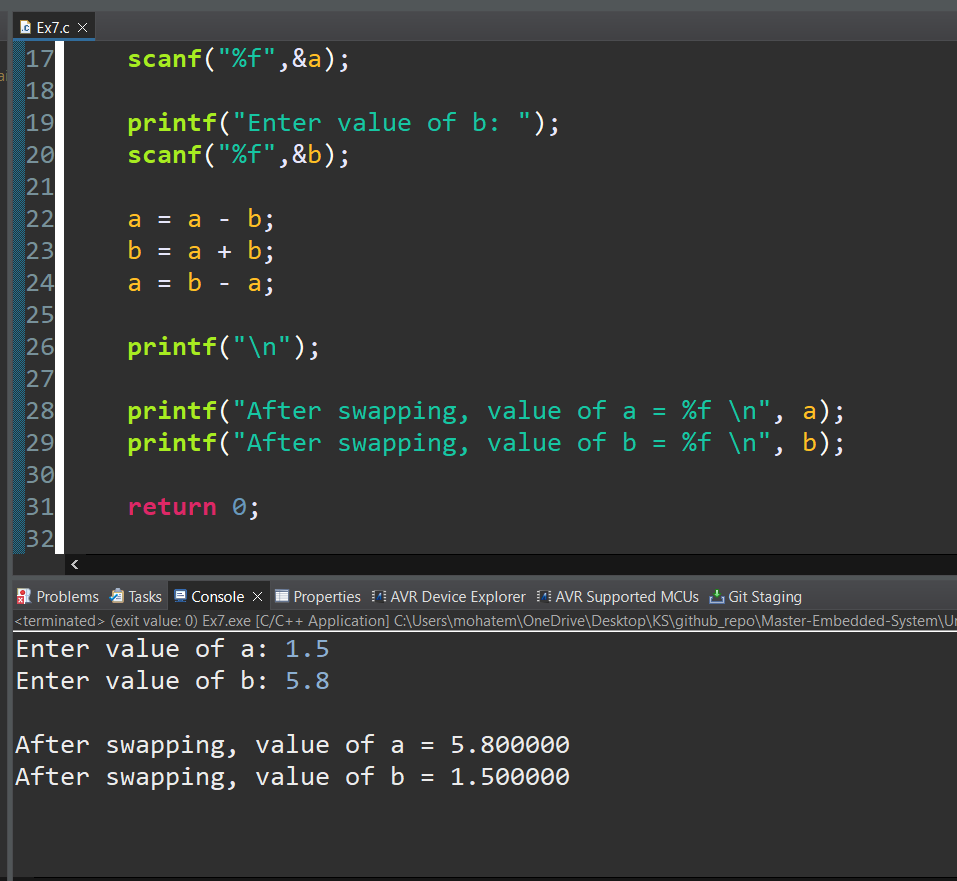 Ex7.c
17 scanf("%f",&a);
18
19 printf("Enter value of b: ");
20 scanf("%f",&b);
21
22 a = a - b;
23 b = a + b;
24 a = b - a;
25
26 printf("\n");
27
28 printf("After swapping, value of a = %f \n", a);
29 printf("After swapping, value of b = %f \n", b);
30
31 return 0;
32
Problems Tasks Console Properties AVR Device Explorer AVR Supported MCUs Git Staging
<terminated> (exit value: 0) Ex7.exe [C/C++ Application] C:\Users\mohatem\OneDrive\Desktop\KS\github_repo\Master-Embedded-System\Un
Enter value of a: 1.5
Enter value of b: 5.8
After swapping, value of a = 5.800000
After swapping, value of b = 1.500000